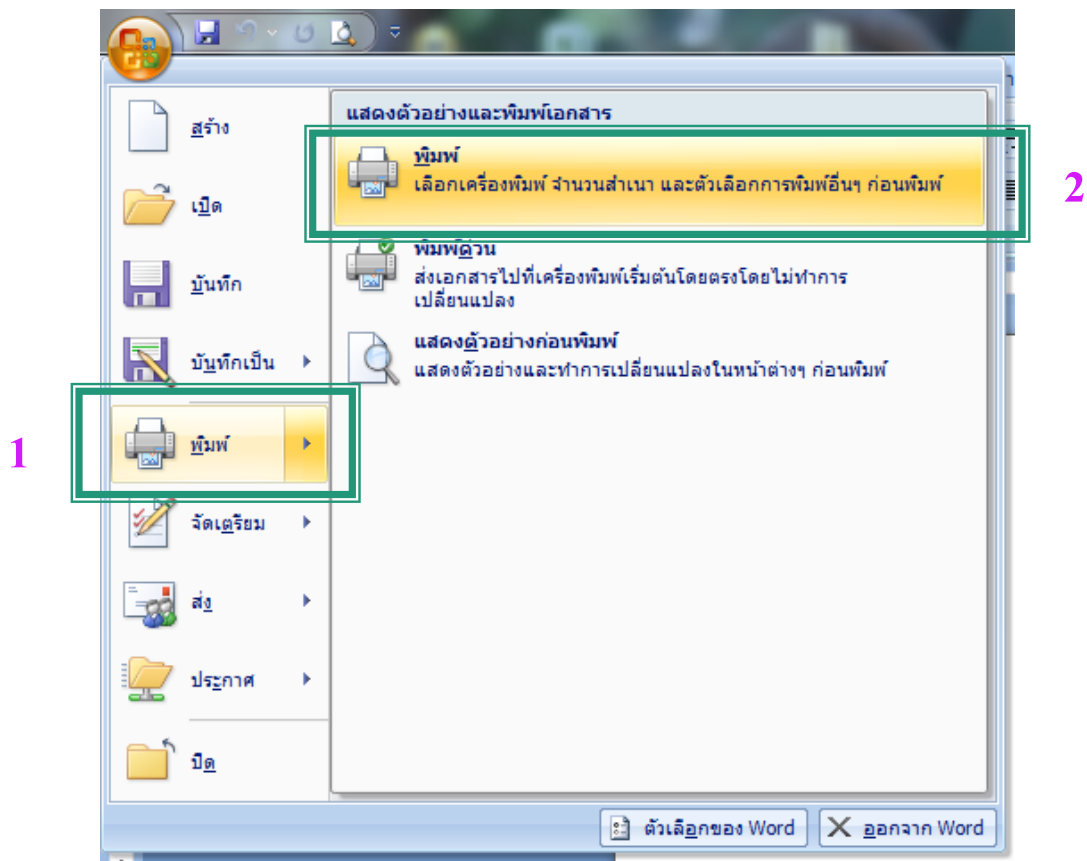 สร้าง
เปิด
บันทึก
บันทึกเป็น
1
พิมพ์
จัดเตรียม
ส่ง
ประกาศ
ปิด
แสดงตัวอย่างและพิมพ์เอกสาร
พิมพ์
เลือกเครื่องพิมพ์ จำนวนสำเนา และตัวเลือกการพิมพ์อื่นๆ ก่อนพิมพ์
2
พิมพ์ด่วน
ส่งเอกสารไปที่เครื่องพิมพ์เริ่มต้นโดยตรงโดยไม่ทำการ
เปลี่ยนแปลง
แสดงตัวอย่างก่อนพิมพ์
แสดงตัวอย่างและทำการเปลี่ยนแปลงในหน้าต่างๆ ก่อนพิมพ์
ตัวเลือกของ Word
ออกจาก Word